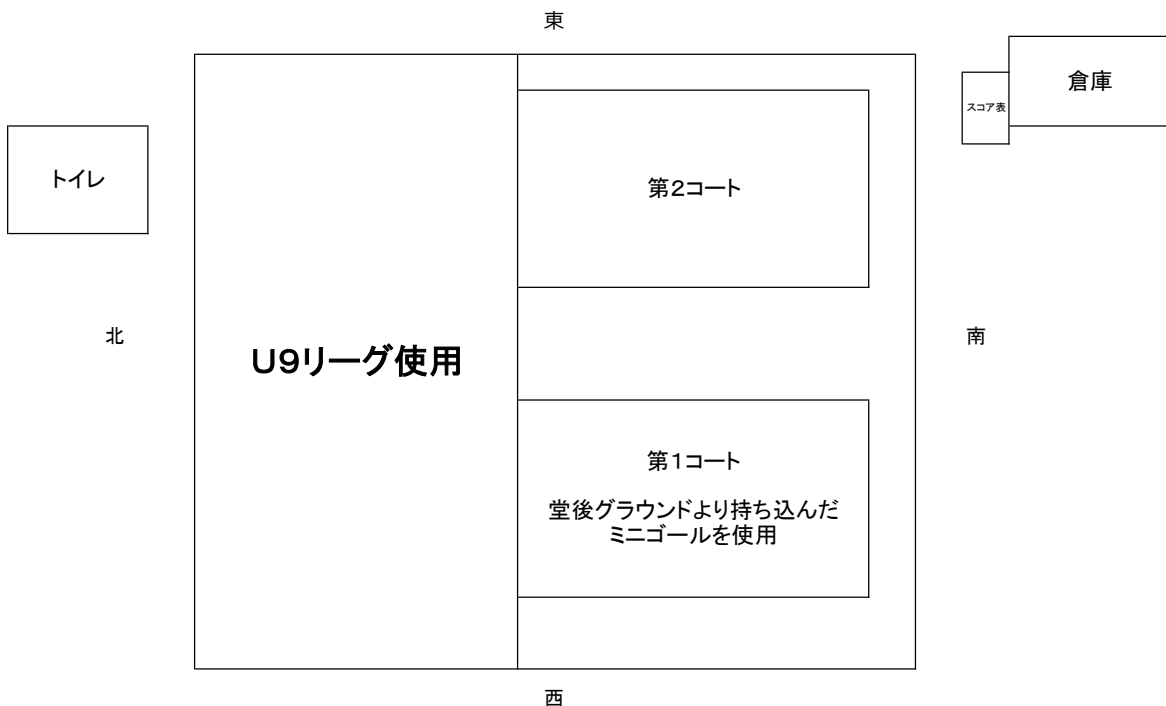 東
倉庫
スコア表
トイレ
第2コート
北
南
U9リーグ使用
第1コート
堂後グラウンドより持ち込んだ
ミニゴールを使用
西